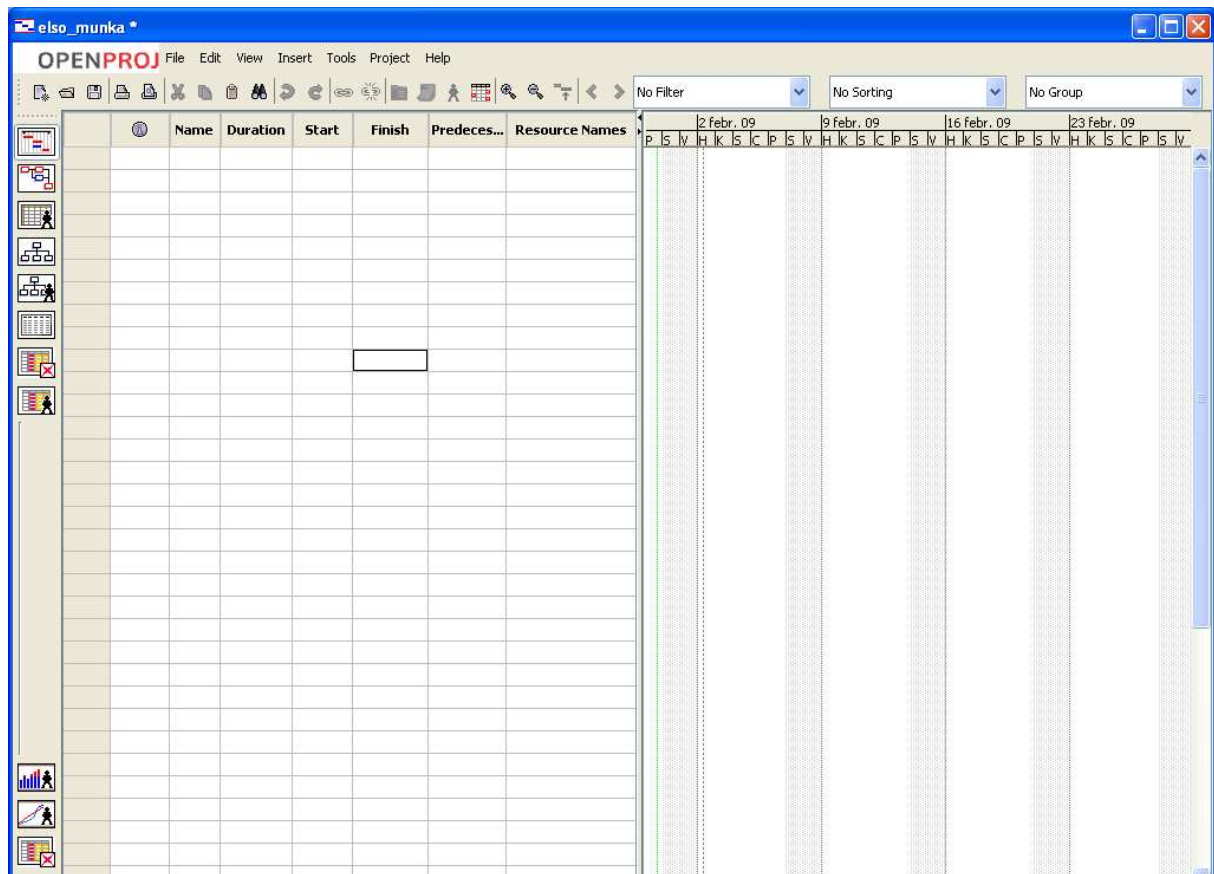 elso_munka *
OPENPROJ File Edit View Insert Tools Project Help
No Filter No Sorting No Group
Name Duration Start Finish Predeces... Resource Names
2 febr. 09 9 febr. 09 16 febr. 09 23 febr. 09
P S V H K S C P S V H K S C P S V H K S C P S V H K S C P S V